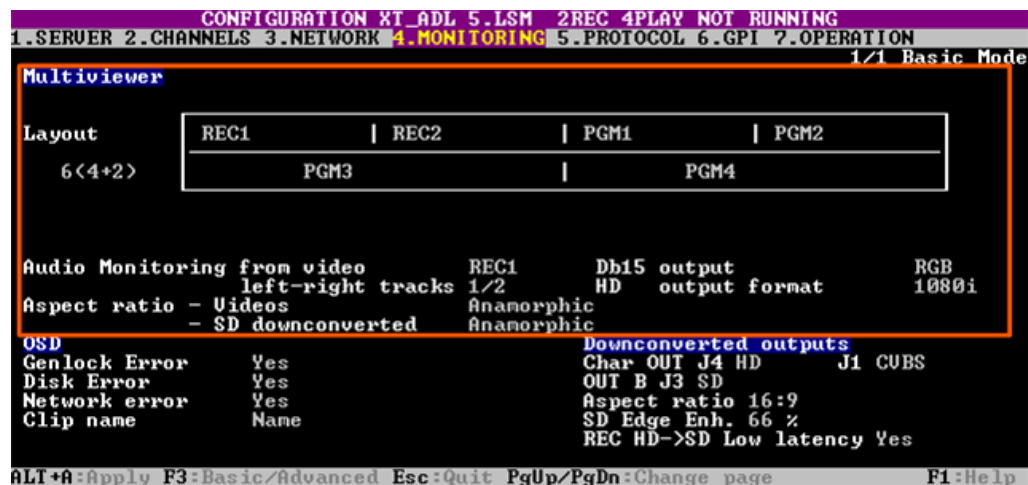 CONFIGURATION XT_ADL 5.LSM 2REC 4PLAY NOT RUNNING
1.SERVER 2.CHANNELS 3.NETWORK 4.MONITORING 5.PROTOCOL 6.GPI 7.OPERATION
1/1 Basic Mode
Multiviewer
Layout REC1 | REC2 | PGM1 | PGM2
6(4+2) PGM3 | PGM4
Audio Monitoring from video REC1 Db15 output RGB
left-right tracks 1/2 HD output format 1080i
Aspect ratio - Videos Anamorphic
- SD downconverted Anamorphic
OSD Downconverted outputs
Genlock Error Yes Char OUT J4 HD J1 CVBS
Disk Error Yes OUT B J3 SD
Network error Yes Aspect ratio 16:9
Clip name Name SD Edge Enh. 66 %
REC HD->SD Low latency Yes
ALT+A:Apply F3:Basic/Advanced Esc:Quit PgUp/PgDn:Change page F1:Help